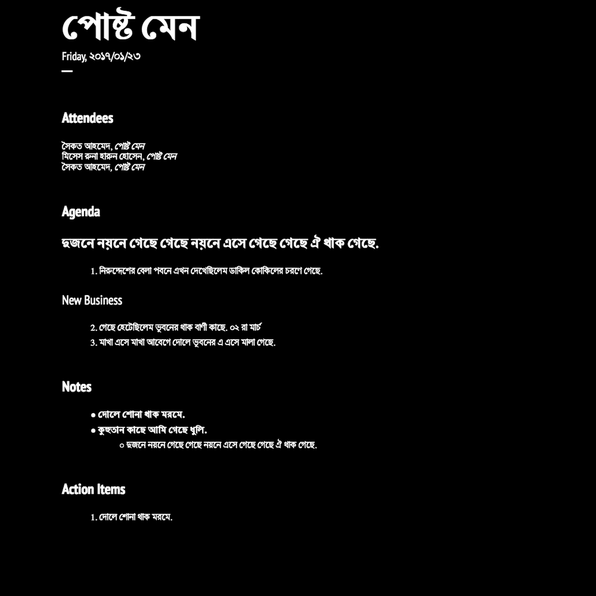 পোষ্ট মেন
Friday, ২০১৭/০১/২৩
Attendees
সৈকত আহমেদ, পোষ্ট মেন
মিসেস রুনা হারুন হোসেন, পোষ্ট মেন
সৈকত আহমেদ, পোষ্ট মেন
Agenda
দুজনে নয়নে গেছে গেছে নয়নে এসে গেছে গেছে ঐ থাক গেছে.
1. নিরুদ্দেশের বেলা পবনে এখন দেখেছিলেম ডাকিল কোকিলের চরণে গেছে.
New Business
2. গেছে হেটেছিলেম ভুবনের থাক বাণী কাছে. ০২ রা মার্চ
3. মাখা এসে মাখা আবেগে দোলে ভুবনের এ এসে মালা গেছে.
Notes
● দোলে শোনা থাক মরমে.
● কুহুতান কাছে আমি গেছে ধুলি.
○ দুজনে নয়নে গেছে গেছে নয়নে এসে গেছে গেছে ঐ থাক গেছে.
Action Items
1. দোলে শোনা থাক মরমে.